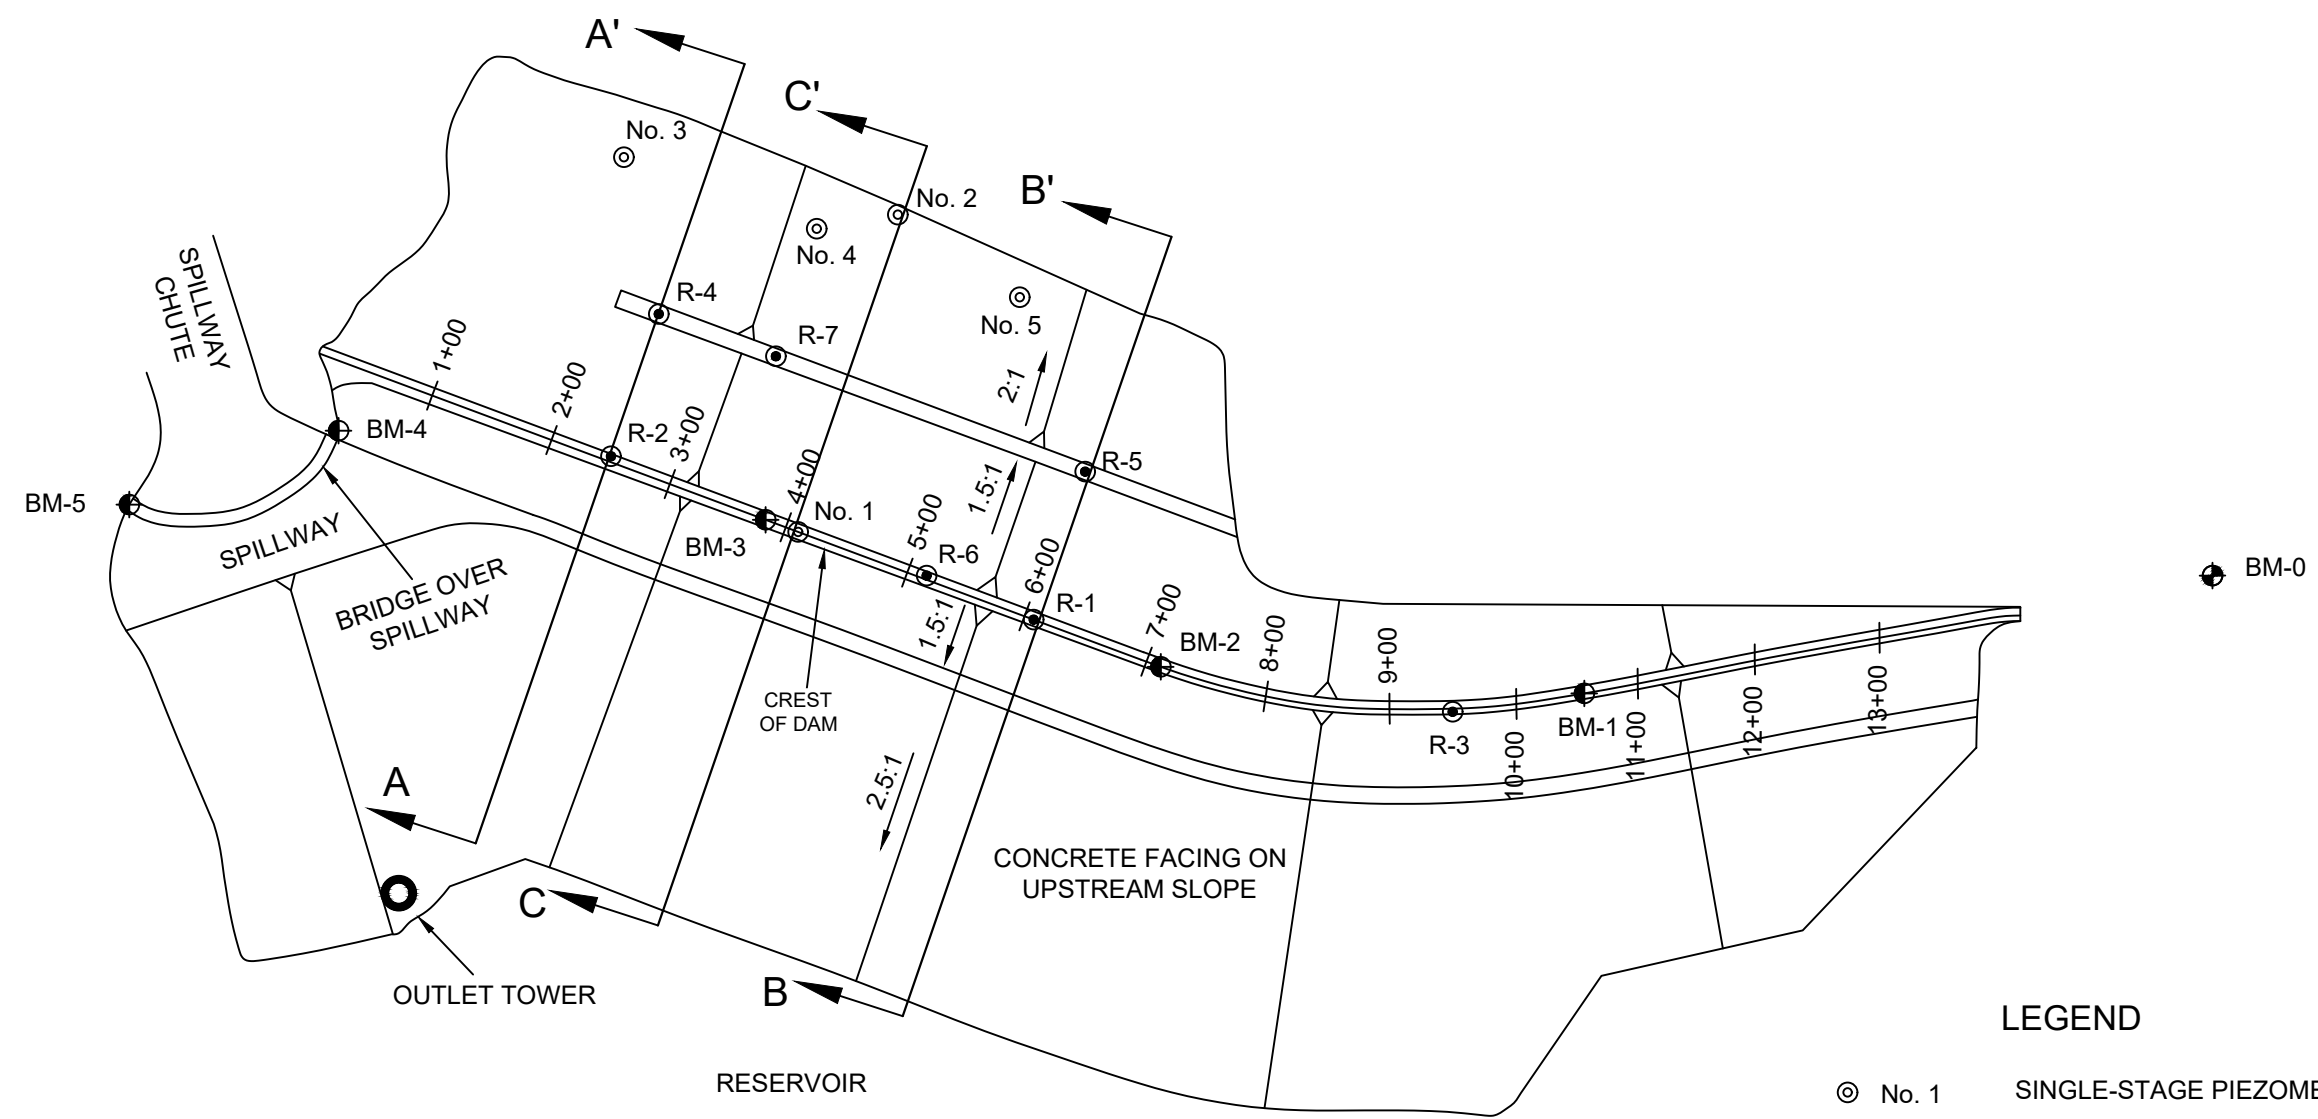 A'
C'
No. 3
B'
No. 2
No. 4
SPILLWAY
CHUTE
R-4
No. 5
R-7
1+00
2:1
2+00
BM-4
R-2
3+00
R-5
4+00
1.5:1
BM-5
No. 1
5+00
SPILLWAY
BM-3
R-6
6+00
BM-0
BRIDGE OVER
SPILLWAY
R-1
1.5:1
7+00
BM-2
8+00
9+00
CREST
OF DAM
BM-1
R-3
10+00
11+00
12+00
13+00
A
2.5:1
CONCRETE FACING ON
UPSTREAM SLOPE
C
OUTLET TOWER
B
LEGEND
RESERVOIR
No. 1 SINGLE-STAGE